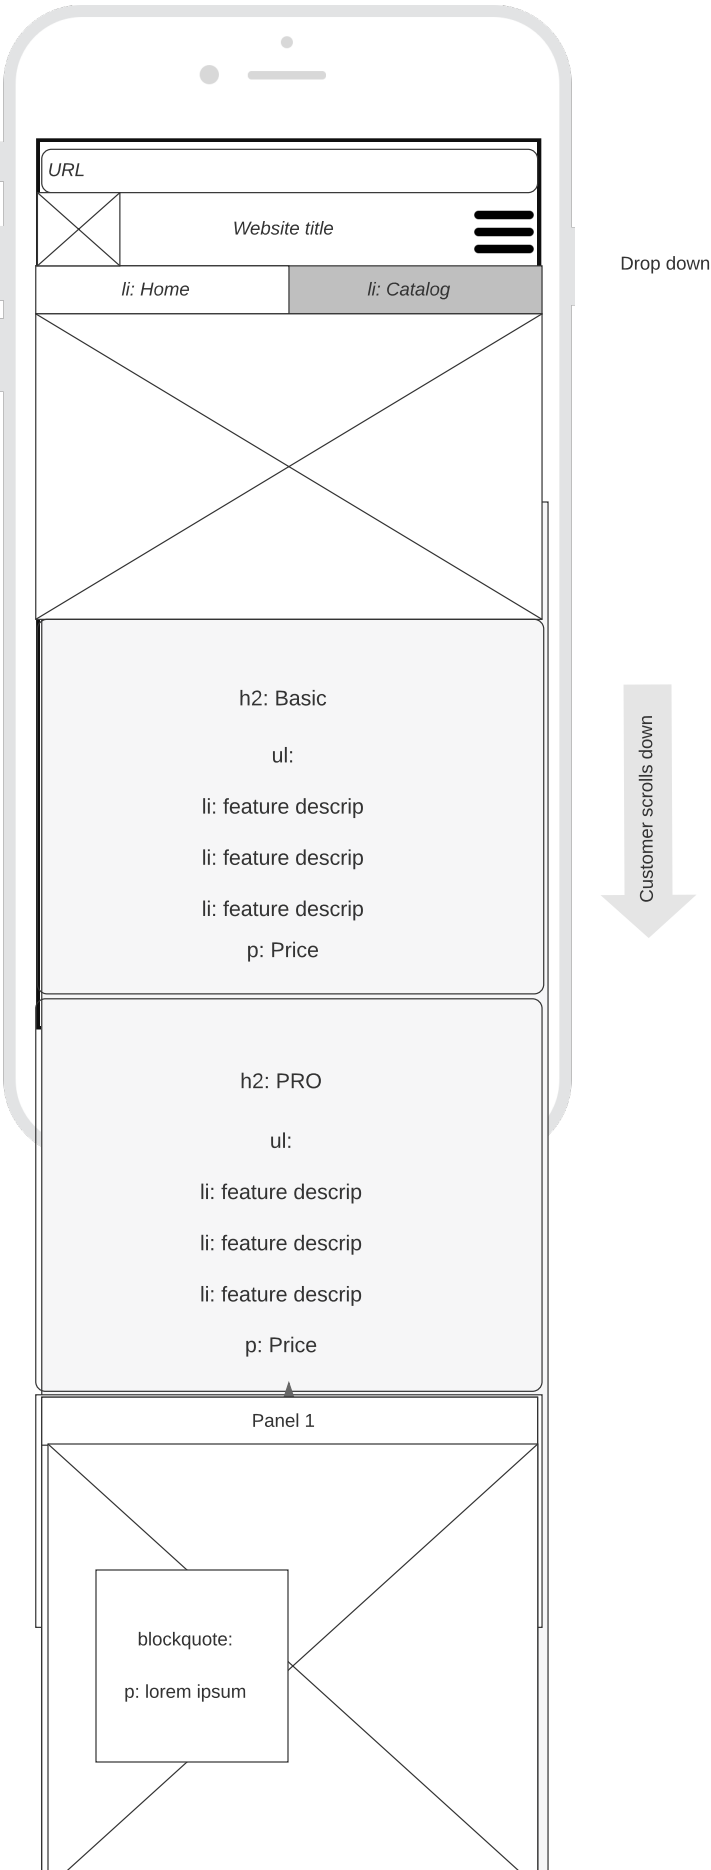 URL
Website title
Drop down
li: Home
li: Catalog
h2: Basic
ul:
li: feature descrip
li: feature descrip
li: feature descrip
p: Price
Customer scrolls down
h2: PRO
ul:
li: feature descrip
li: feature descrip
li: feature descrip
p: Price
Panel 1
blockquote:
p: lorem ipsum